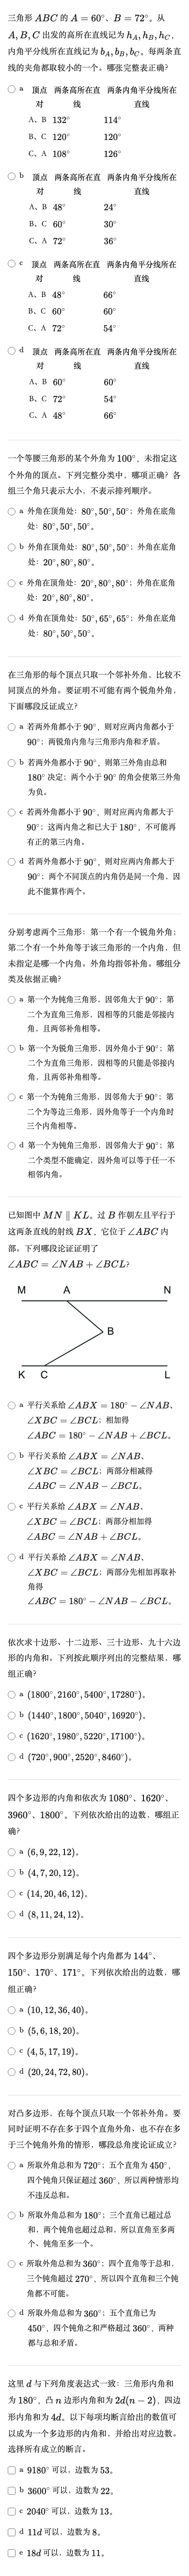 三角形 ABC 的 A = 60°、B = 72°。从
A, B, C 出发的高所在直线记为 h_A, h_B, h_C，
内角平分线所在直线记为 b_A, b_B, b_C。每两条直
线的夹角都取较小的一个。哪张完整表正确？
a 顶点对 两条高所在直线 两条内角平分线所在直线
A、B 132° 114°
B、C 120° 120°
C、A 108° 126°
b 顶点对 两条高所在直线 两条内角平分线所在直线
A、B 48° 24°
B、C 60° 30°
C、A 72° 36°
c 顶点对 两条高所在直线 两条内角平分线所在直线
A、B 48° 66°
B、C 60° 60°
C、A 72° 54°
d 顶点对 两条高所在直线 两条内角平分线所在直线
A、B 60° 60°
B、C 72° 54°
C、A 48° 66°
一个等腰三角形的某个外角为 100°，未指定这
个外角的顶点。下列完整分类中，哪项正确？各
组三个角只表示大小，不表示排列顺序。
a 外角在顶角处：80°, 50°, 50°；外角在底角
处：80°, 50°, 50°。
b 外角在顶角处：80°, 50°, 50°；外角在底角
处：20°, 80°, 80°。
c 外角在顶角处：20°, 80°, 80°；外角在底角
处：20°, 80°, 80°。
d 外角在顶角处：50°, 65°, 65°；外角在底角
处：80°, 50°, 50°。
在三角形的每个顶点只取一个邻补外角，比较不
同顶点的外角。要证明不可能有两个锐角外角，
下面哪段反证成立？
a 若两外角都小于 90°，则对应两内角都小于
90°；两锐角内角与三角形内角和矛盾。
b 若两外角都小于 90°，则第三外角由总和
180° 决定；两个小于 90° 的角会使第三外角
为负。
c 若两外角都小于 90°，则对应两内角都大于
90°；这两内角之和已大于 180°，不可能再
有正的第三内角。
d 若两外角都小于 90°，则对应两内角都大于
90°；两个不同顶点的内角仍是同一个角，因
此不能算作两个。
分别考虑两个三角形：第一个有一个锐角外角；
第二个有一个外角等于该三角形的一个内角，但
未指定是哪一个内角。外角均指邻补角。哪组分
类及依据正确？
a 第一个为钝角三角形，因邻角大于 90°；第
二个为直角三角形，因相等的只能是邻接内
角，且两邻补角相等。
b 第一个为锐角三角形，因外角小于 90°；第
二个为直角三角形，因相等的只能是邻接内
角，且两邻补角相等。
c 第一个为钝角三角形，因邻角大于 90°；第
二个为等边三角形，因外角等于一个内角时
三个内角相等。
d 第一个为钝角三角形，因邻角大于 90°；第
二个类型不能确定，因外角可以等于任一不
相邻内角。
已知图中 MN ∥ KL。过 B 作朝左且平行于
这两条直线的射线 BX，它位于 ∠ABC 内
部。下列哪段论证证明了
∠ABC = ∠NAB + ∠BCL？
M A N
B
K C L
a 平行关系给 ∠ABX = 180° − ∠NAB、
∠XBC = ∠BCL；相加得
∠ABC = 180° − ∠NAB + ∠BCL。
b 平行关系给 ∠ABX = ∠NAB、
∠XBC = ∠BCL；两部分相减得
∠ABC = ∠NAB − ∠BCL。
c 平行关系给 ∠ABX = ∠NAB、
∠XBC = ∠BCL；两部分相加得
∠ABC = ∠NAB + ∠BCL。
d 平行关系给 ∠ABX = ∠NAB、
∠XBC = ∠BCL；两部分先相加再取补
角得
∠ABC = 180° − ∠NAB − ∠BCL。
依次求十边形、十二边形、三十边形、九十六边
形的内角和。下列按此顺序列出的完整结果，哪
组正确？
a (1800°, 2160°, 5400°, 17280°)。
b (1440°, 1800°, 5040°, 16920°)。
c (1620°, 1980°, 5220°, 17100°)。
d (720°, 900°, 2520°, 8460°)。
四个多边形的内角和依次为 1080°、1620°、
3960°、1800°。下列依次给出的边数，哪组正
确？
a (6, 9, 22, 12)。
b (4, 7, 20, 12)。
c (14, 20, 46, 12)。
d (8, 11, 24, 12)。
四个多边形分别满足每个内角都为 144°、
150°、170°、171°。下列依次给出的边数，哪
组正确？
a (10, 12, 36, 40)。
b (5, 6, 18, 20)。
c (4, 5, 17, 19)。
d (20, 24, 72, 80)。
对凸多边形，在每个顶点只取一个邻补外角。要
同时证明不存在多于四个直角外角、也不存在多
于三个钝角外角的情形，哪段总角度论证成立？
a 所取外角总和为 720°；五个直角为 450°，
四个钝角只保证超过 360°，所以两种情形均
不违反总和。
b 所取外角总和为 180°；三个直角已超过总
和，两个钝角也超过总和，所以直角至多两
个、钝角至多一个。
c 所取外角总和为 360°；四个直角等于总和，
三个钝角超过 270°，所以四个直角和三个钝
角都不可能。
d 所取外角总和为 360°；五个直角已为
450°，四个钝角之和严格超过 360°，两种
都与总和矛盾。
这里 d 与下列角度表达式一致：三角形内角和
为 180°，凸 n 边形内角和为 2d(n − 2)，四边
形内角和为 4d。以下每项均断言给出的数值可
以成为一个多边形的内角和，并给出对应边数。
选择所有成立的断言。
a 9180° 可以，边数为 53。
b 3600° 可以，边数为 22。
c 2040° 可以，边数为 13。
d 11d 可以，边数为 8。
e 18d 可以，边数为 11。